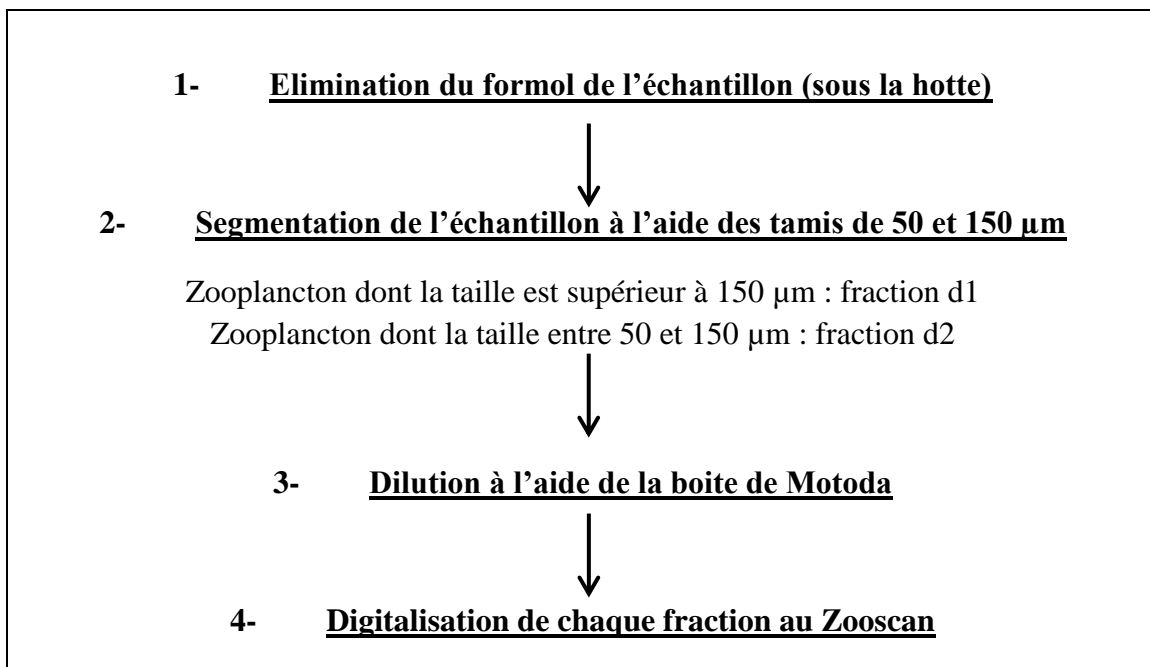 1- Elimination du formol de l’échantillon (sous la hotte)
2- Segmentation de l’échantillon à l’aide des tamis de 50 et 150 µm
Zooplancton dont la taille est supérieur à 150 µm : fraction d1
Zooplancton dont la taille entre 50 et 150 µm : fraction d2
3- Dilution à l’aide de la boite de Motoda
4- Digitalisation de chaque fraction au Zooscan